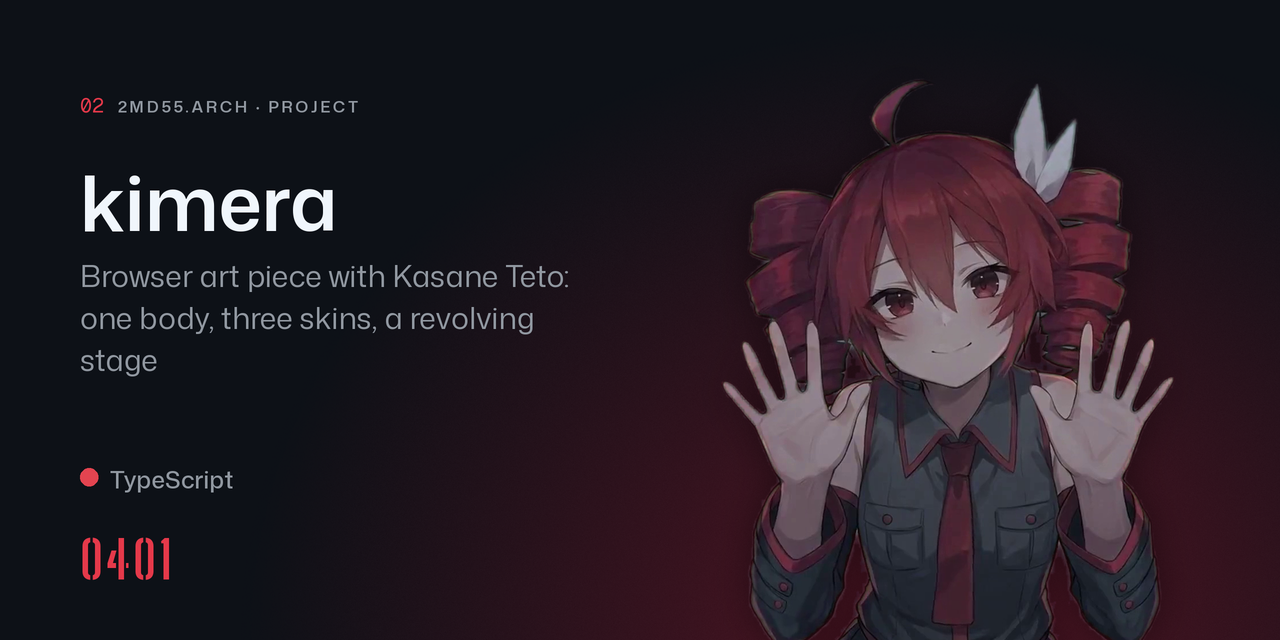 02 2MD55.ARCH · PROJECT
kimera
Browser art piece with Kasane Teto:
one body, three skins, a revolving
stage
TypeScript
0401